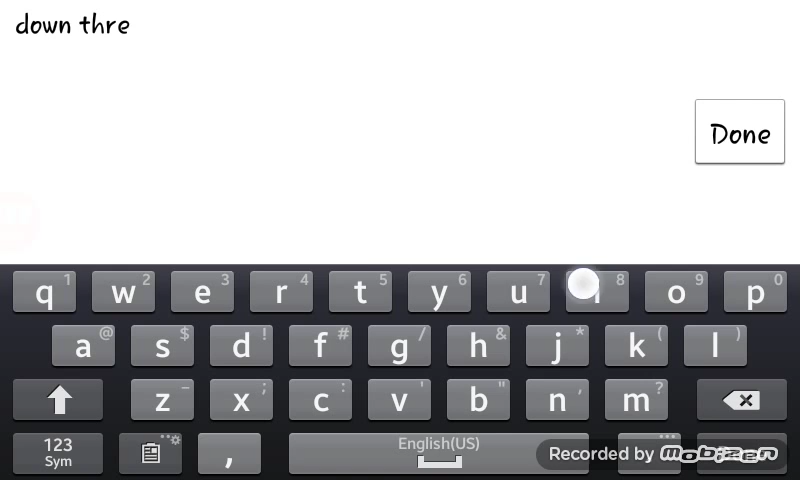 down thre
Done
q 1 w 2 e 3 r 4 t 5 y 6 u 7 i 8 o 9 p 0
a @ s $ d ! f # g / h & j * k ( l )
z - x ; c : v ' b " n , m ?
123 Sym , English(US) ...
Recorded by mobizen